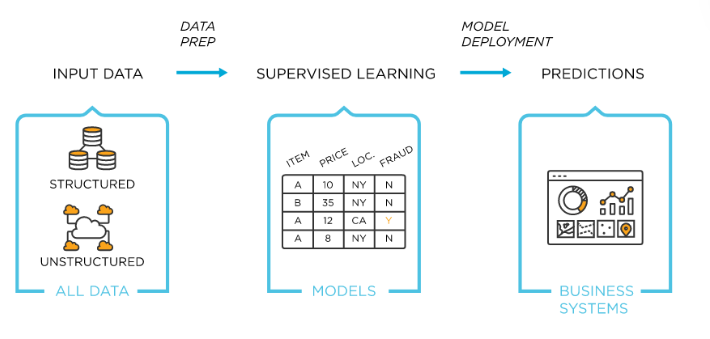 DATA
PREP
MODEL
DEPLOYMENT
INPUT DATA
SUPERVISED LEARNING
PREDICTIONS
STRUCTURED
UNSTRUCTURED
ALL DATA
ITEM PRICE LOC. FRAUD
A 10 NY N
B 35 NY N
A 12 CA Y
A 8 NY N
MODELS
BUSINESS
SYSTEMS